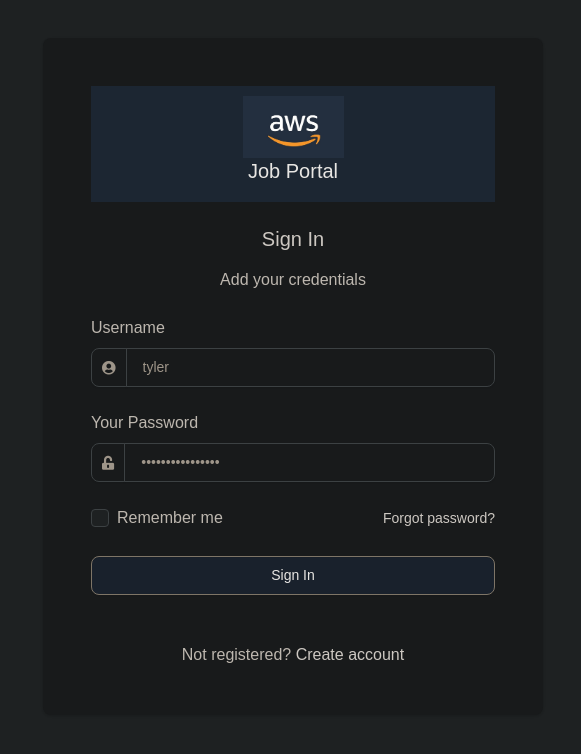 aws
Job Portal
Sign In
Add your credentials
Username
tyler
Your Password
••••••••••••••••
Remember me
Forgot password?
Sign In
Not registered? Create account